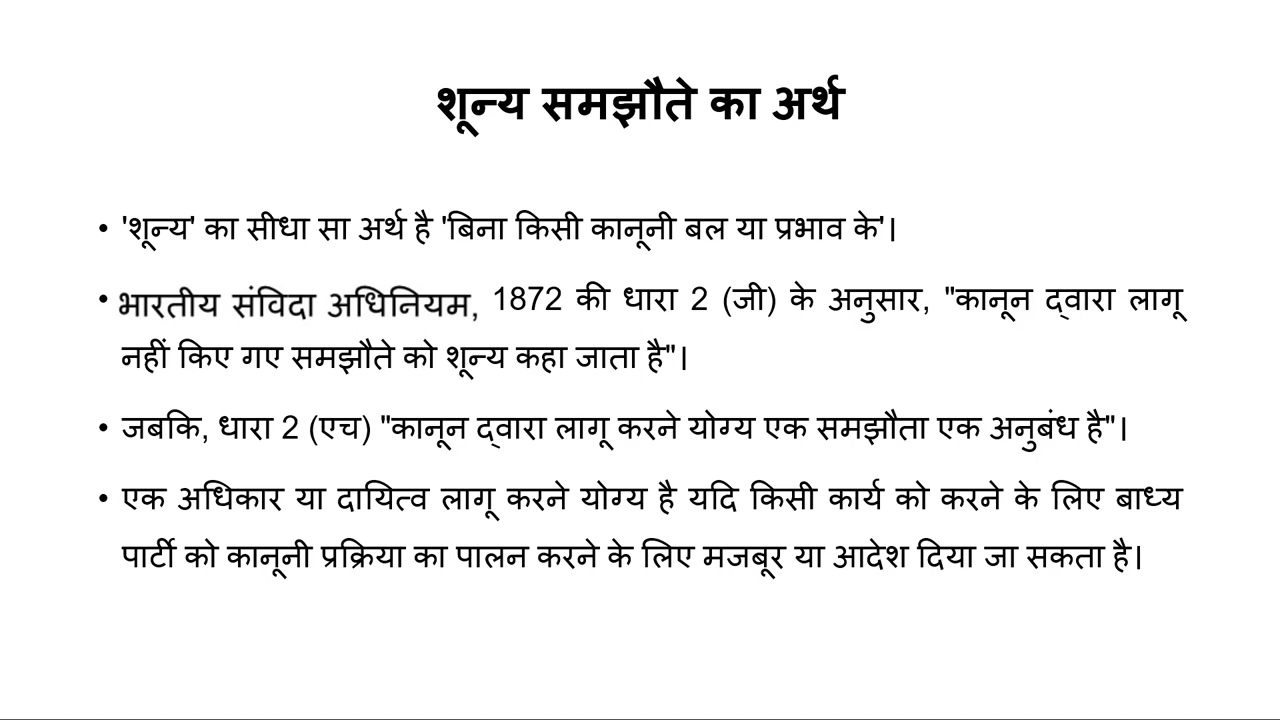 शून्य समझौते का अर्थ
• 'शून्य' का सीधा सा अर्थ है 'बिना किसी कानूनी बल या प्रभाव के'।
• भारतीय संविदा अधिनियम, 1872 की धारा 2 (जी) के अनुसार, "कानून द्वारा लागू
नहीं किए गए समझौते को शून्य कहा जाता है"।
• जबकि, धारा 2 (एच) "कानून द्वारा लागू करने योग्य एक समझौता एक अनुबंध है"।
• एक अधिकार या दायित्व लागू करने योग्य है यदि किसी कार्य को करने के लिए बाध्य
पार्टी को कानूनी प्रक्रिया का पालन करने के लिए मजबूर या आदेश दिया जा सकता है।